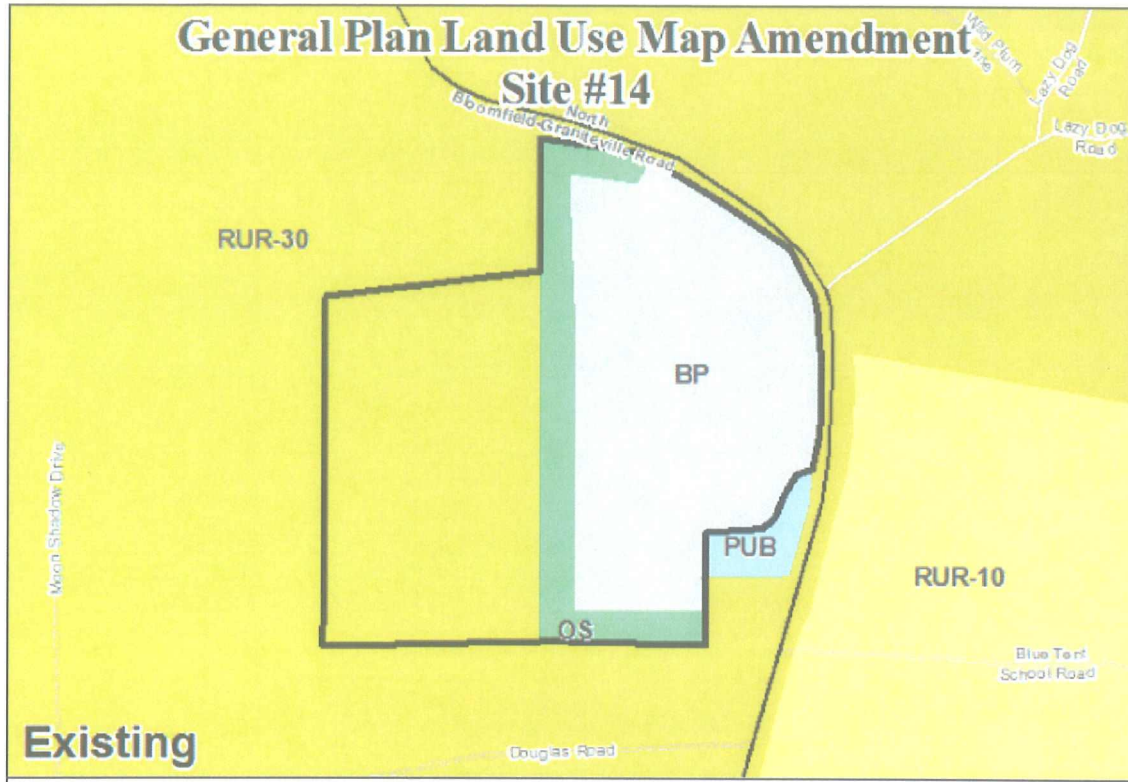 General Plan Land Use Map Amendment
Site #14
Wild Plum
Lazy Dog
Road
Lazy Dog
Road
North
Bloomfield-Graniteville Road
RUR-30
BP
Moon Shadow Drive
PUB
RUR-10
OS
Blue Tent
School Road
Existing
Douglas Road